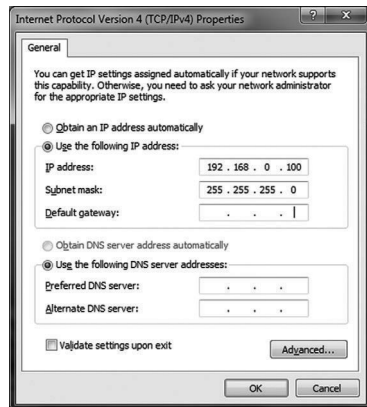 Internet Protocol Version 4 (TCP/IPv4) Properties
General
You can get IP settings assigned automatically if your network supports
this capability. Otherwise, you need to ask your network administrator
for the appropriate IP settings.
Obtain an IP address automatically
Use the following IP address:
IP address: 192 . 168 . 0 . 100
Subnet mask: 255 . 255 . 255 . 0
Default gateway: . . .
Obtain DNS server address automatically
Use the following DNS server addresses:
Preferred DNS server: . . .
Alternate DNS server: . . .
Validate settings upon exit
Advanced...
OK Cancel